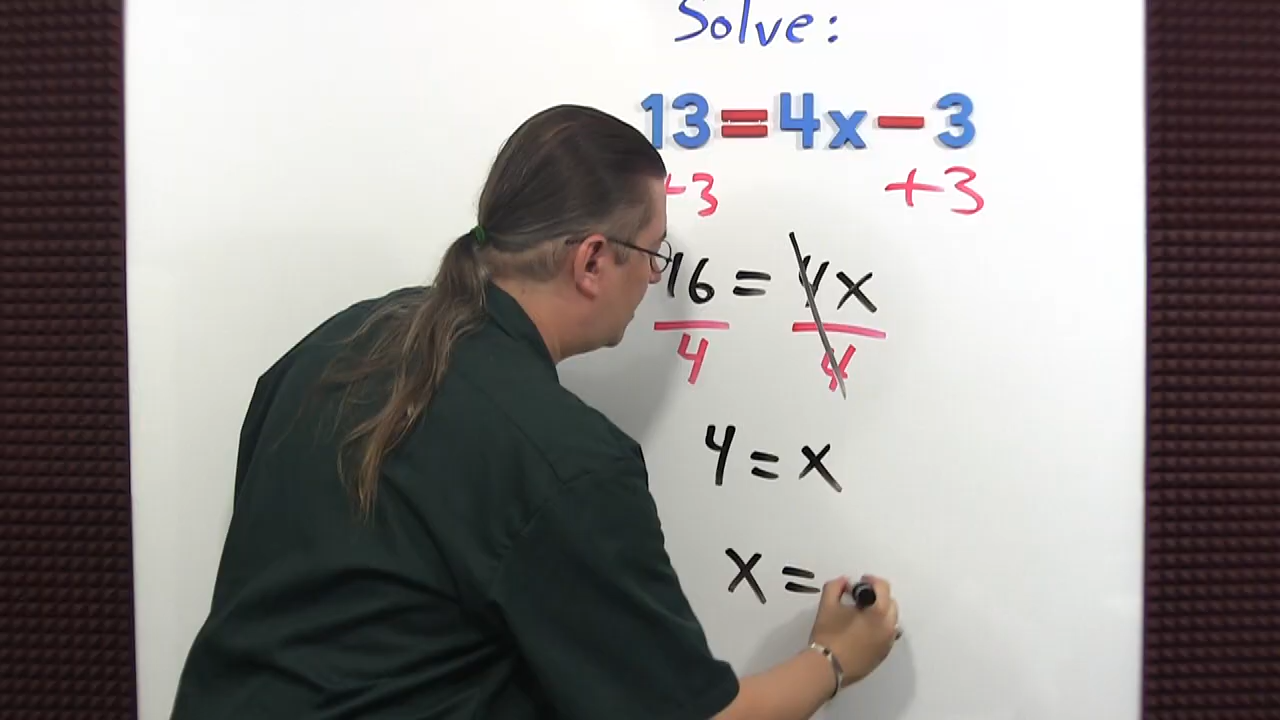 Solve:
13=4x-3
+3 +3
16 = 4x
4 4
4 = x
x =